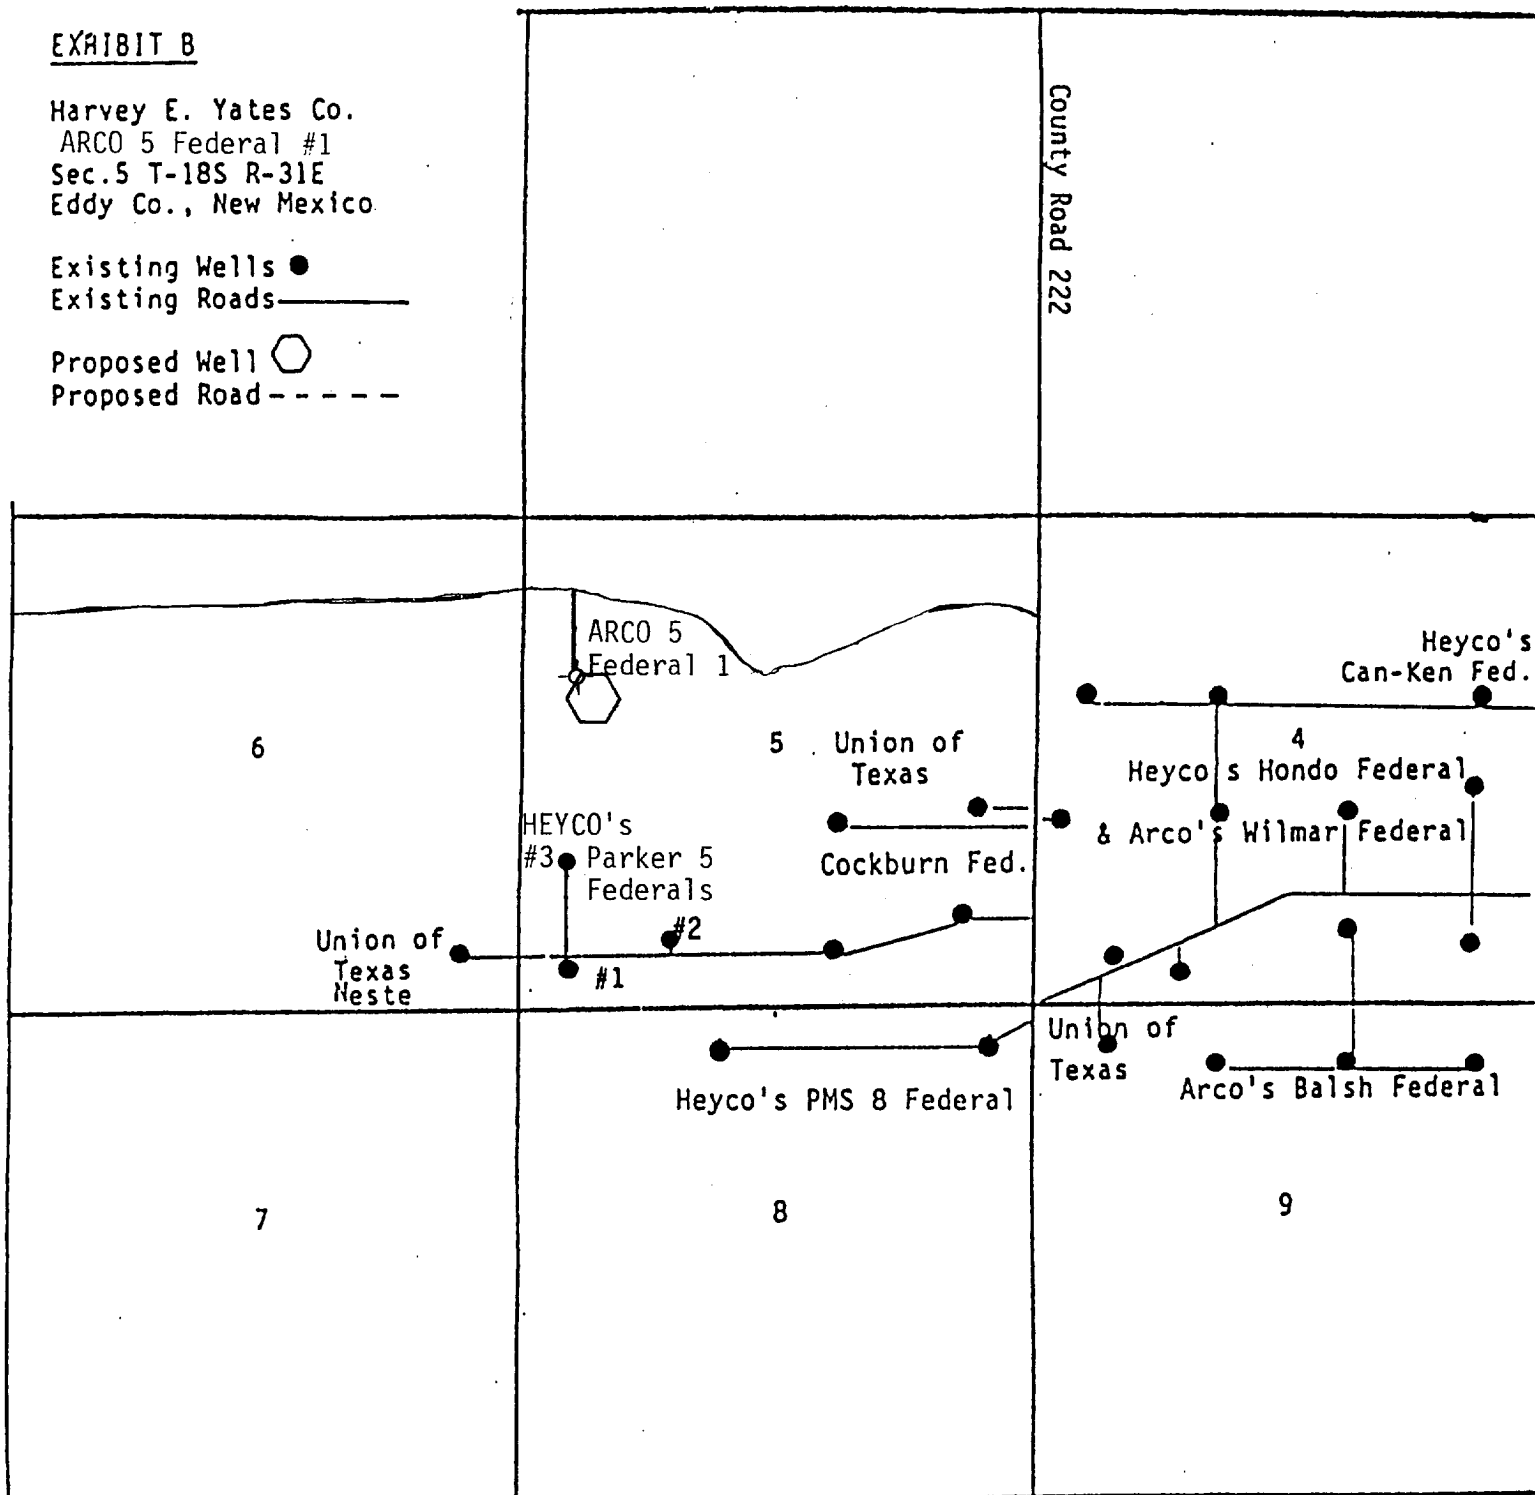 EXHIBIT B
Harvey E. Yates Co.
ARCO 5 Federal #1
Sec.5 T-18S R-31E
Eddy Co., New Mexico
Existing Wells
Existing Roads
Proposed Well
Proposed Road
County Road 222
ARCO 5
Federal 1
Heyco's
Can-Ken Fed.
6
5
Union of
Texas
4
Heyco's Hondo Federal
& Arco's Wilmar Federal
HEYCO's
#3 Parker 5
Federals
Cockburn Fed.
#2
#1
Union of
Texas
Neste
Union of
Texas
Heyco's PMS 8 Federal
Arco's Balsh Federal
7
8
9